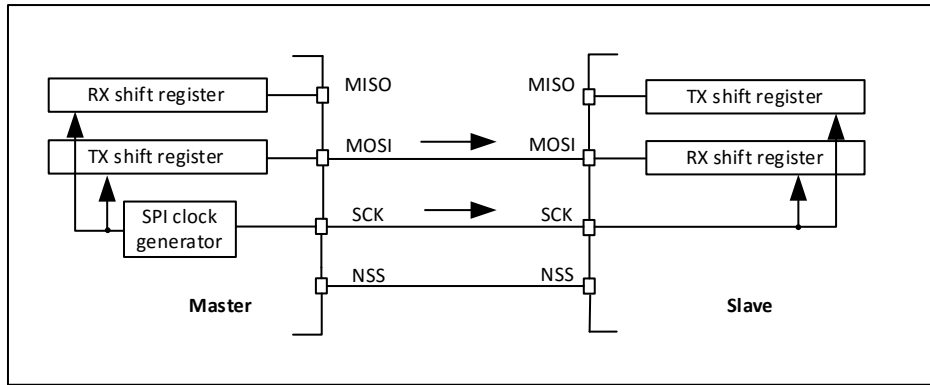 RX shift register
MISO
MISO
TX shift register
TX shift register
MOSI
MOSI
RX shift register
SPI clock
generator
SCK
SCK
NSS
NSS
Master
Slave